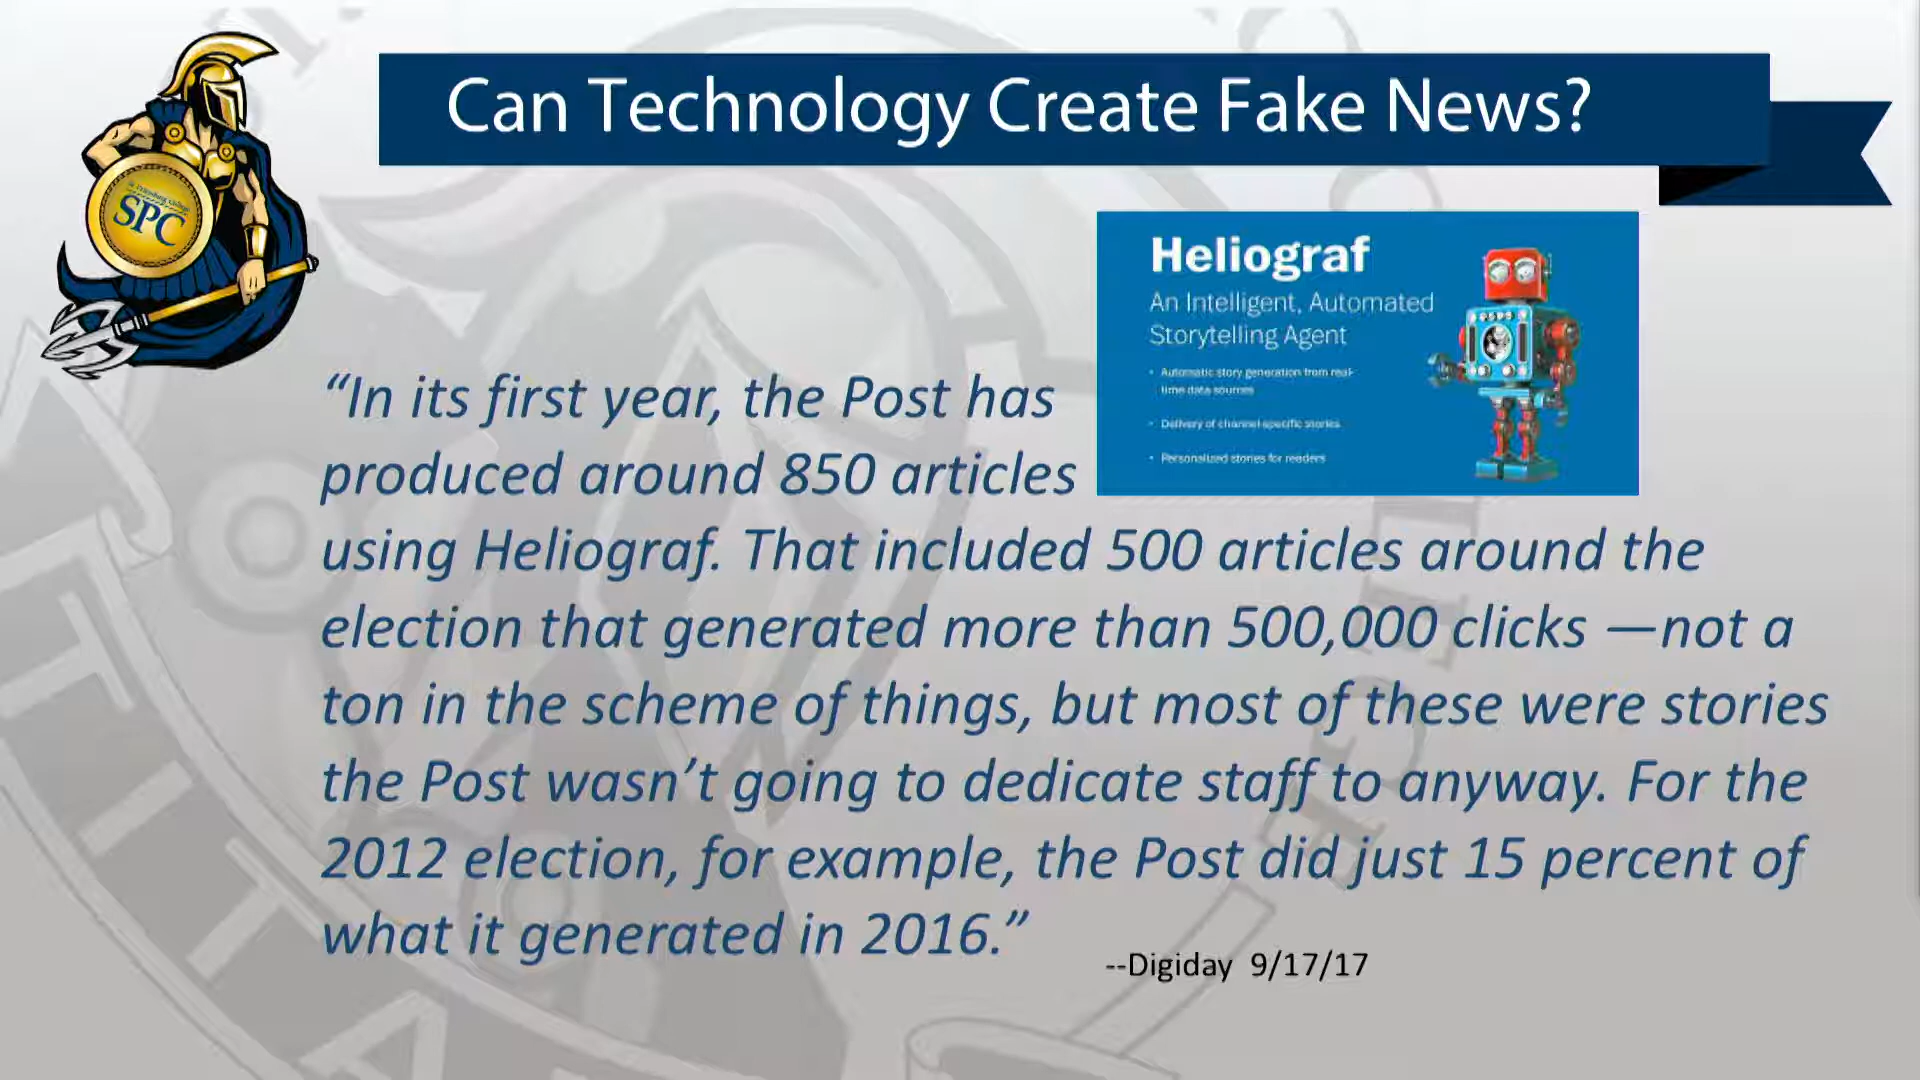 Can Technology Create Fake News?
St. Petersburg College
SPC
Heliograf
An Intelligent, Automated
Storytelling Agent
• Automatic story generation from real-
time data sources
• Delivery of channel-specific stories
• Personalized stories for readers
“In its first year, the Post has
produced around 850 articles
using Heliograf. That included 500 articles around the
election that generated more than 500,000 clicks —not a
ton in the scheme of things, but most of these were stories
the Post wasn’t going to dedicate staff to anyway. For the
2012 election, for example, the Post did just 15 percent of
what it generated in 2016.”
--Digiday 9/17/17